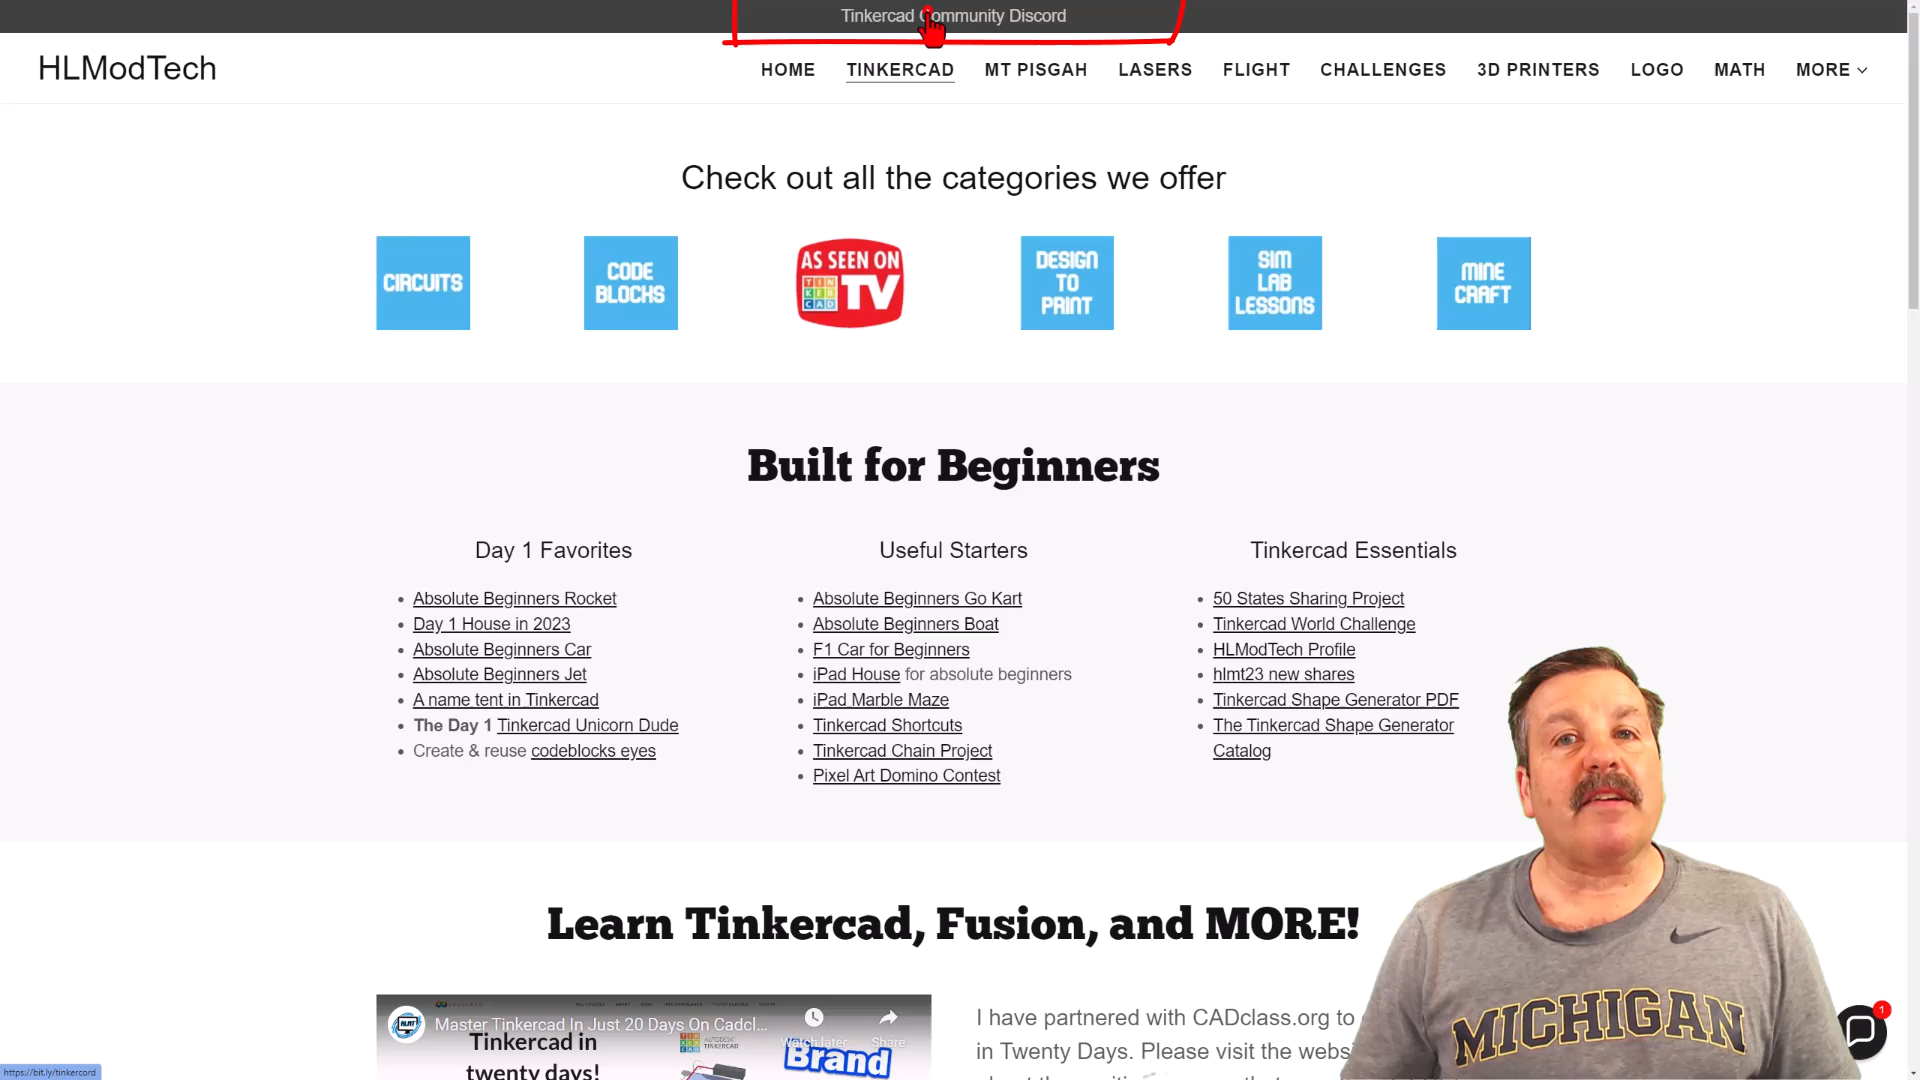 Tinkercad Community Discord
HLModTech
HOME TINKERCAD MT PISGAH LASERS FLIGHT CHALLENGES 3D PRINTERS LOGO MATH MORE
Check out all the categories we offer
CIRCUITS
CODE
BLOCKS
AS SEEN ON
TIN
KER
CAD
TV
DESIGN
TO
PRINT
SIM
LAB
LESSONS
MINE
CRAFT
Built for Beginners
Day 1 Favorites
Absolute Beginners Rocket
Day 1 House in 2023
Absolute Beginners Car
Absolute Beginners Jet
A name tent in Tinkercad
The Day 1 Tinkercad Unicorn Dude
Create & reuse codeblocks eyes
Useful Starters
Absolute Beginners Go Kart
Absolute Beginners Boat
F1 Car for Beginners
iPad House for absolute beginners
iPad Marble Maze
Tinkercad Shortcuts
Tinkercad Chain Project
Pixel Art Domino Contest
Tinkercad Essentials
50 States Sharing Project
Tinkercad World Challenge
HLModTech Profile
hlmt23 new shares
Tinkercad Shape Generator PDF
The Tinkercad Shape Generator
Catalog
Learn Tinkercad, Fusion, and MORE!
HLMT
Master Tinkercad In Just 20 Days On Cadcl...
Watch later
Share
Tinkercad in
twenty days!
AUTODESK
TINKERCAD
Brand
I have partnered with CADclass.org to
in Twenty Days. Please visit the
MICHIGAN
1
https://bit.ly/tinkercord